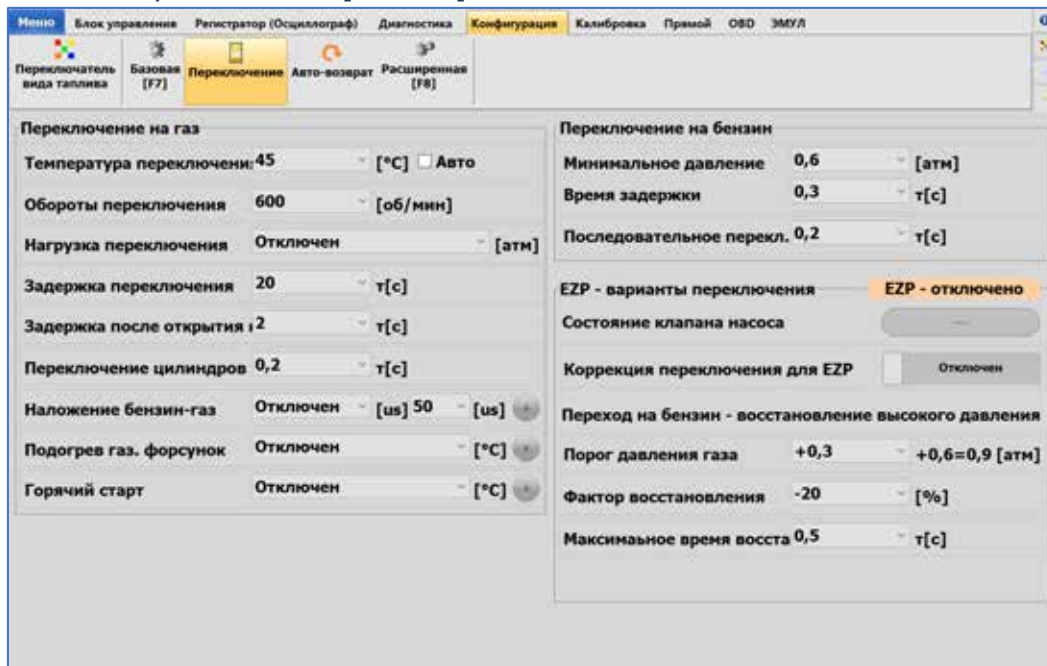 Меню Блок управления Регистратор (Осциллограф) Диагностика Конфигурация Калибровка Прямой OBD ЭМУЛ
Переключатель вида таплива Базовая [F7] Переключение Авто-возврат Расширенная [F8]
Переключение на газ
Температура переключени: 45 [°C] Авто
Обороты переключения 600 [об/мин]
Нагрузка переключения Отключен [атм]
Задержка переключения 20 т[с]
Задержка после открытия 2 т[с]
Переключение цилиндров 0,2 т[с]
Наложение бензин-газ Отключен [us] 50 [us]
Подогрев газ. форсунок Отключен [°C]
Горячий старт Отключен [°C]
Переключение на бензин
Минимальное давление 0,6 [атм]
Время задержки 0,3 т[с]
Последовательное перекл. 0,2 т[с]
EZP - варианты переключения EZP - отключено
Состояние клапана насоса
Коррекция переключения для EZP Отключен
Переход на бензин - восстановление высокого давления
Порог давления газа +0,3 +0,6=0,9 [атм]
Фактор восстановления -20 [%]
Максимаьное время восста 0,5 т[с]